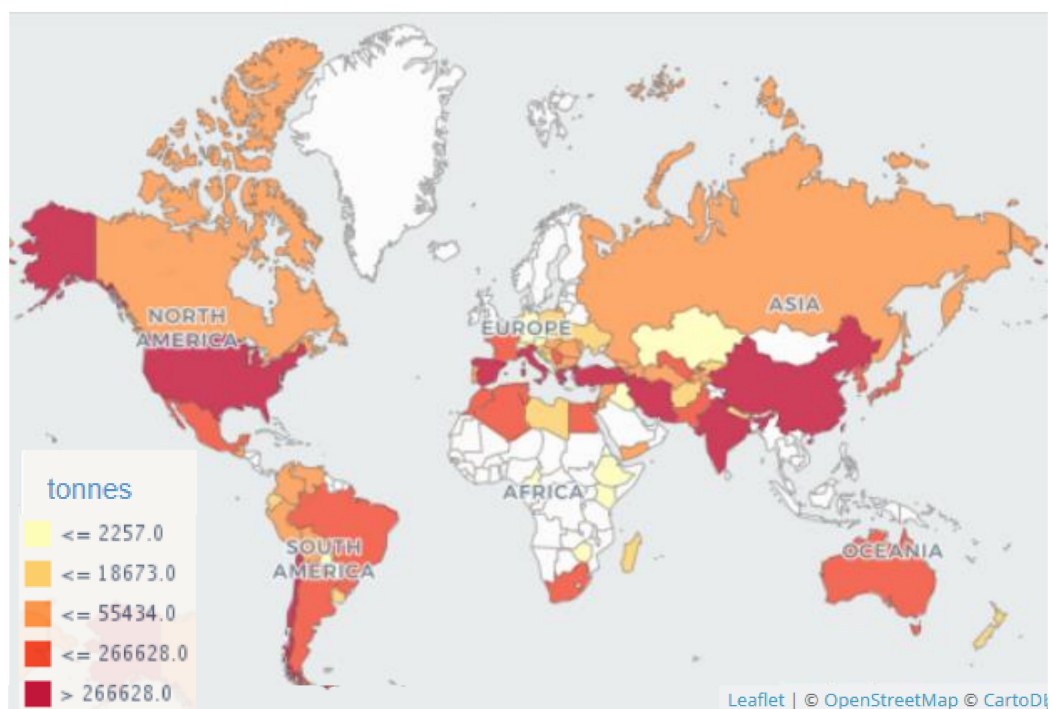 NORTH
AMERICA
EUROPE
ASIA
AFRICA
SOUTH
AMERICA
OCEANIA
tonnes
<= 2257.0
<= 18673.0
<= 55434.0
<= 266628.0
> 266628.0
Leaflet | © OpenStreetMap © CartoDB